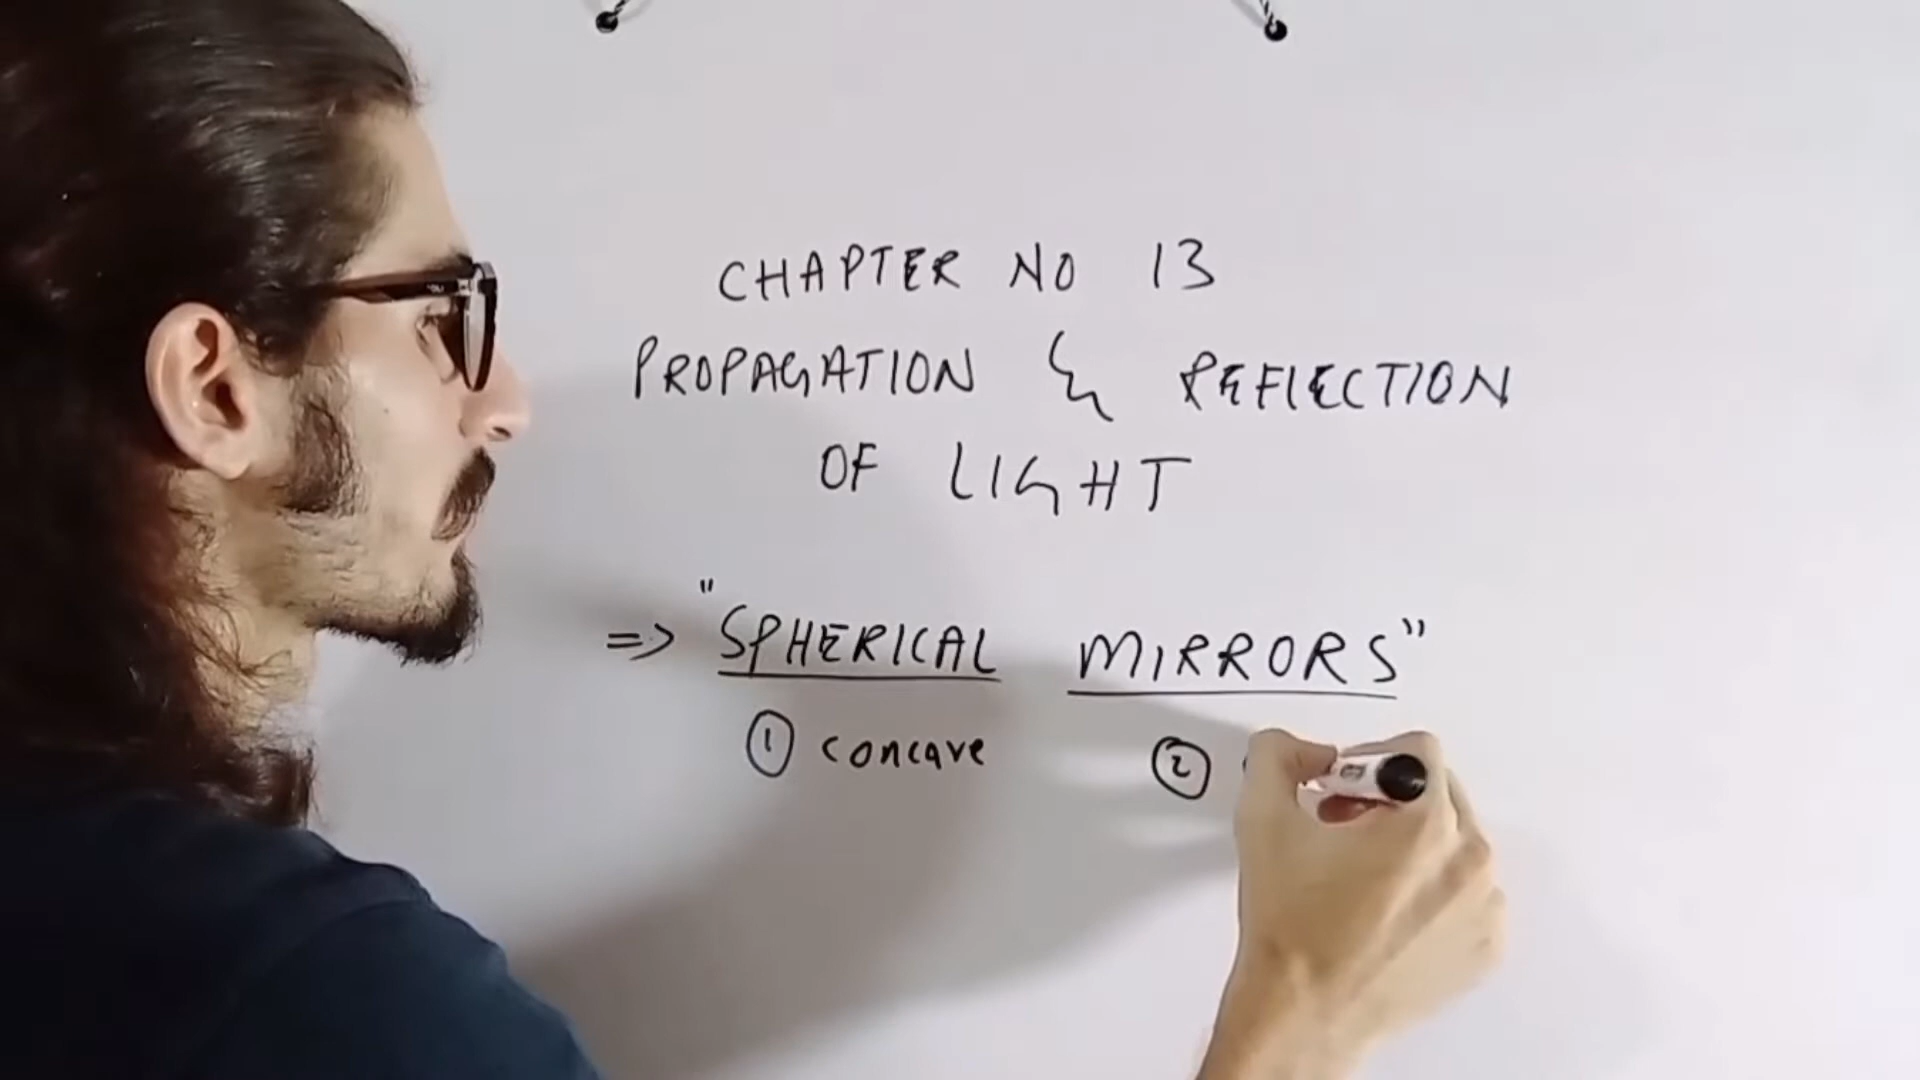 CHAPTER NO 13
PROPAGATION & REFLECTION
OF LIGHT
=> "SPHERICAL MIRRORS"
① concave ②